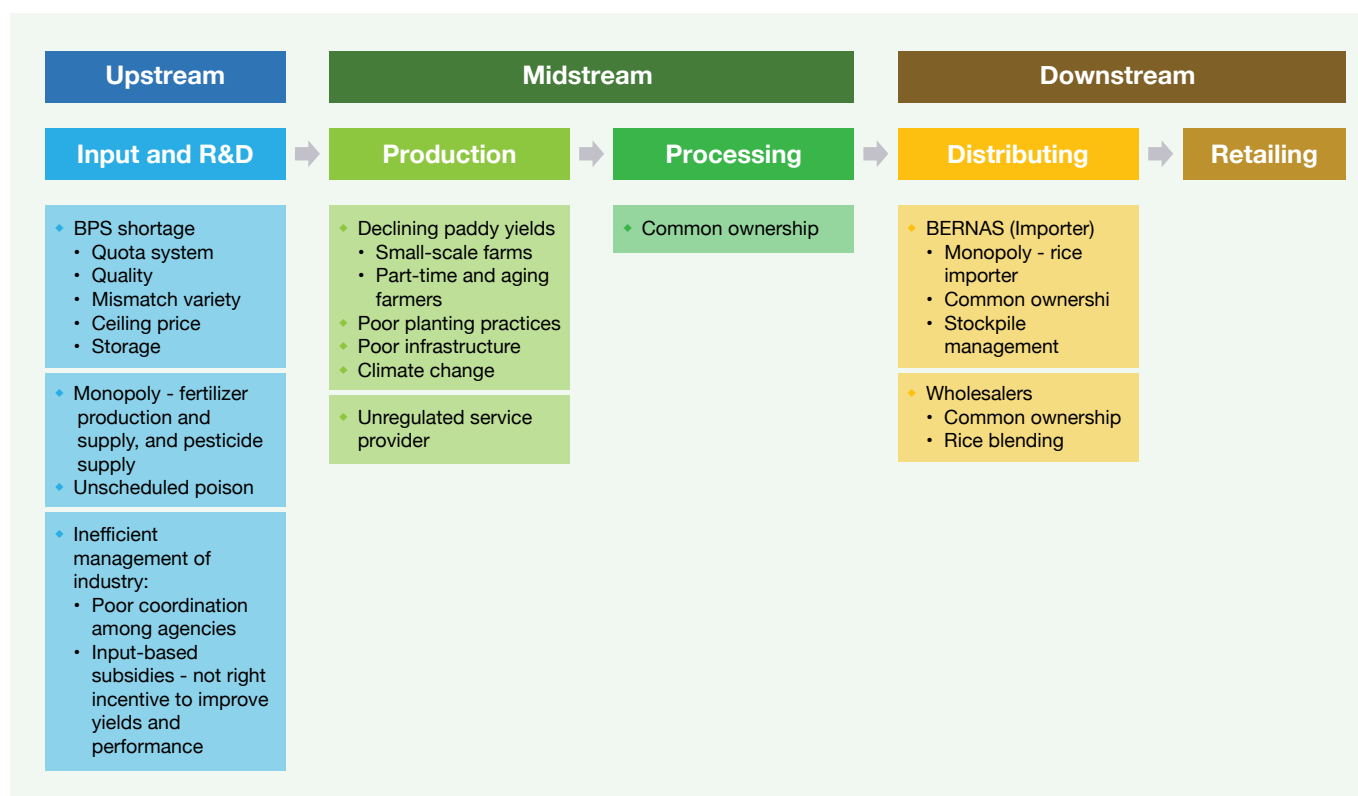 Upstream
Midstream
Downstream
Input and R&D
Production
Processing
Distributing
Retailing
◆ BPS shortage
• Quota system
• Quality
• Mismatch variety
• Ceiling price
• Storage
◆ Monopoly - fertilizer
production and
supply, and pesticide
supply
◆ Unscheduled poison
◆ Inefficient
management of
industry:
• Poor coordination
among agencies
• Input-based
subsidies - not right
incentive to improve
yields and
performance
◆ Declining paddy yields
• Small-scale farms
• Part-time and aging
farmers
◆ Poor planting practices
◆ Poor infrastructure
◆ Climate change
◆ Unregulated service
provider
◆ Common ownership
◆ BERNAS (Importer)
• Monopoly - rice
importer
• Common ownershi
• Stockpile
management
◆ Wholesalers
• Common ownership
• Rice blending